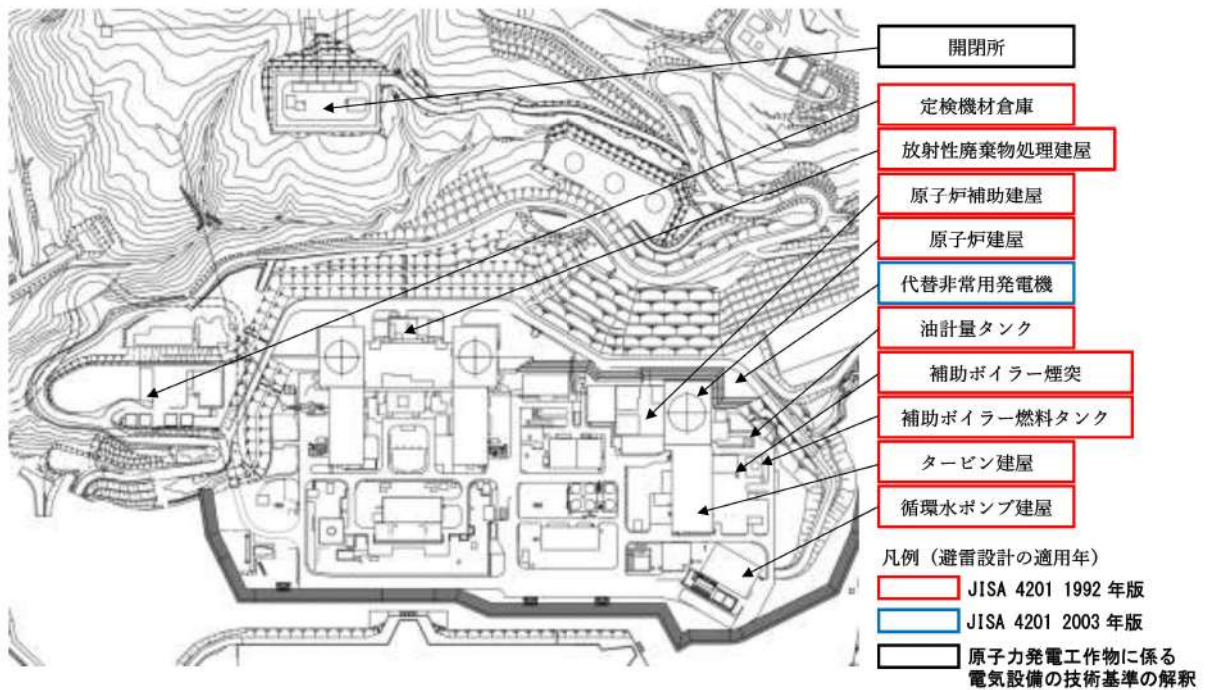 開閉所
定検機材倉庫
放射性廃棄物処理建屋
原子炉補助建屋
原子炉建屋
代替非常用発電機
油計量タンク
補助ボイラー煙突
補助ボイラー燃料タンク
タービン建屋
循環水ポンプ建屋
凡例（避雷設計の適用年）
JISA 4201 1992 年版
JISA 4201 2003 年版
原子力発電工作物に係る
電気設備の技術基準の解釈